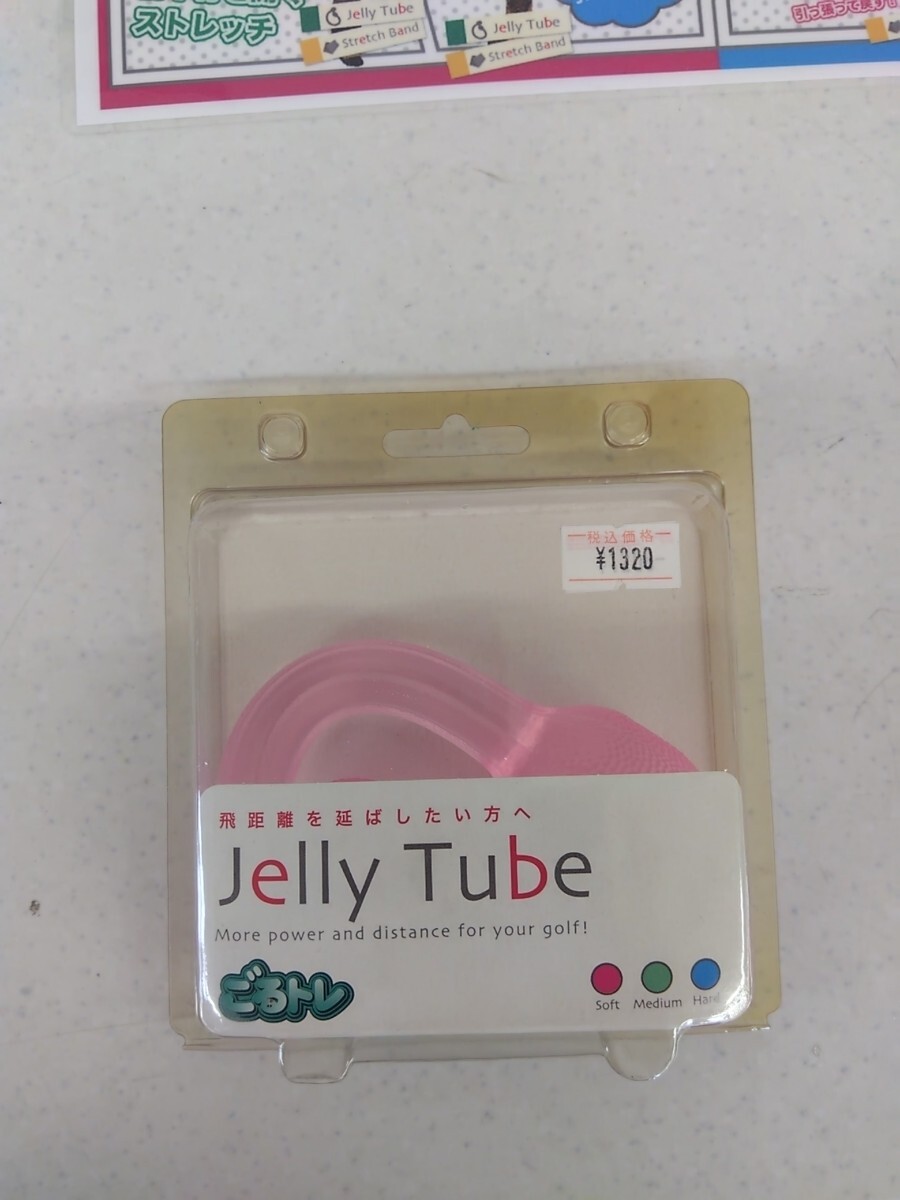 ストレッチ
Jelly Tube
Stretch Band
Jelly Tube
Stretch Band
引っ張って戻す
税込価格
¥1320
飛距離を延ばしたい方へ
Jelly Tube
More power and distance for your golf!
ごるトレ
Soft Medium Hard